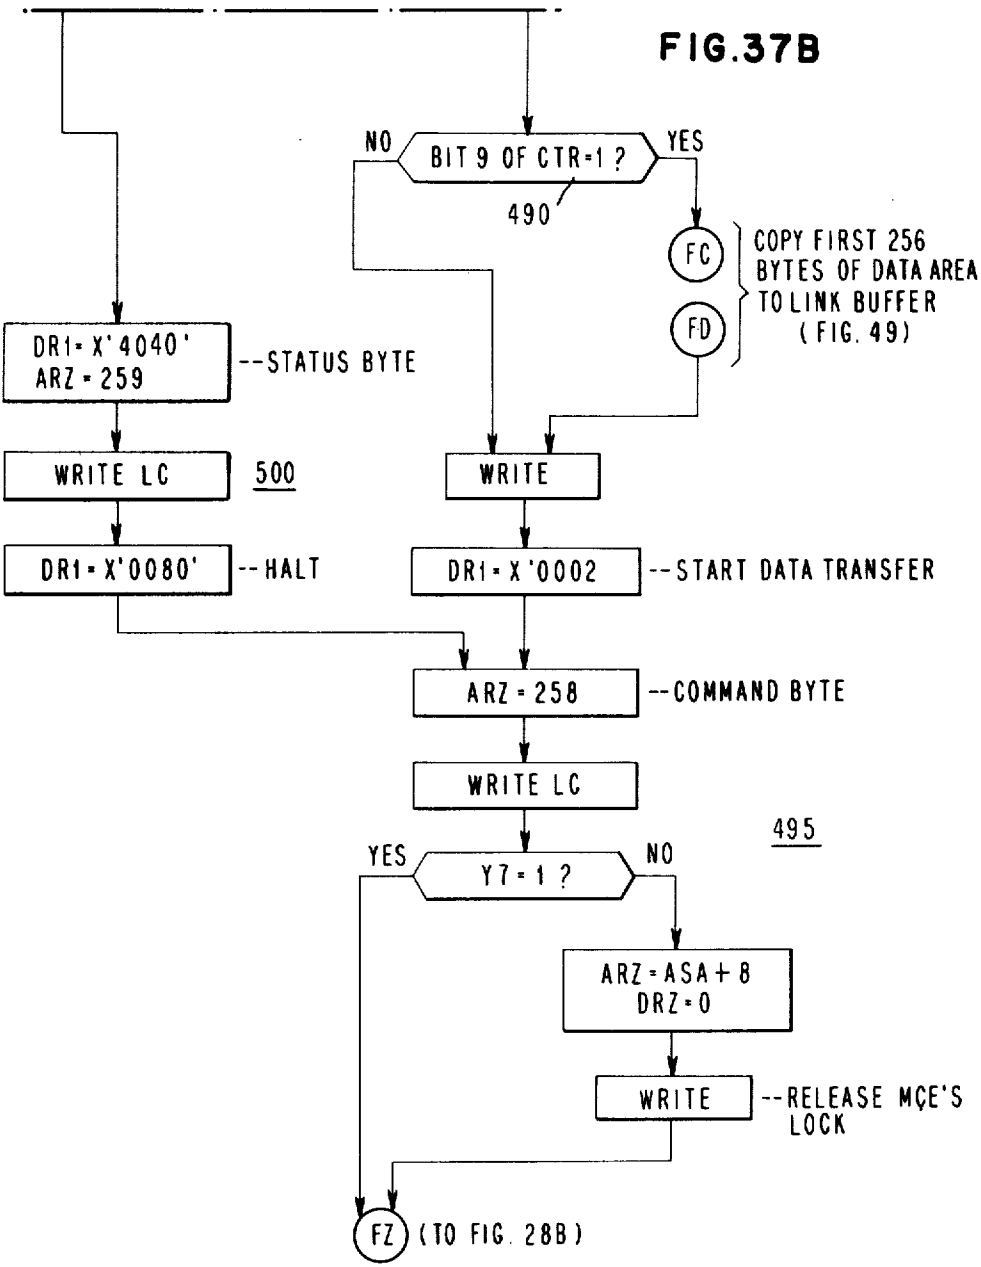 FIG.37B
NO
BIT 9 OF CTR=1 ?
YES
490
FC
FD
COPY FIRST 256
BYTES OF DATA AREA
TO LINK BUFFER
(FIG. 49)
DR1=X'4040'
ARZ=259
--STATUS BYTE
WRITE LC
500
DR1=X'0080'
--HALT
WRITE
DR1=X'0002
--START DATA TRANSFER
ARZ=258
--COMMAND BYTE
WRITE LC
495
YES
Y7=1 ?
NO
ARZ=ASA+8
DRZ=0
WRITE
--RELEASE MCE'S
LOCK
FZ
(TO FIG. 28B)